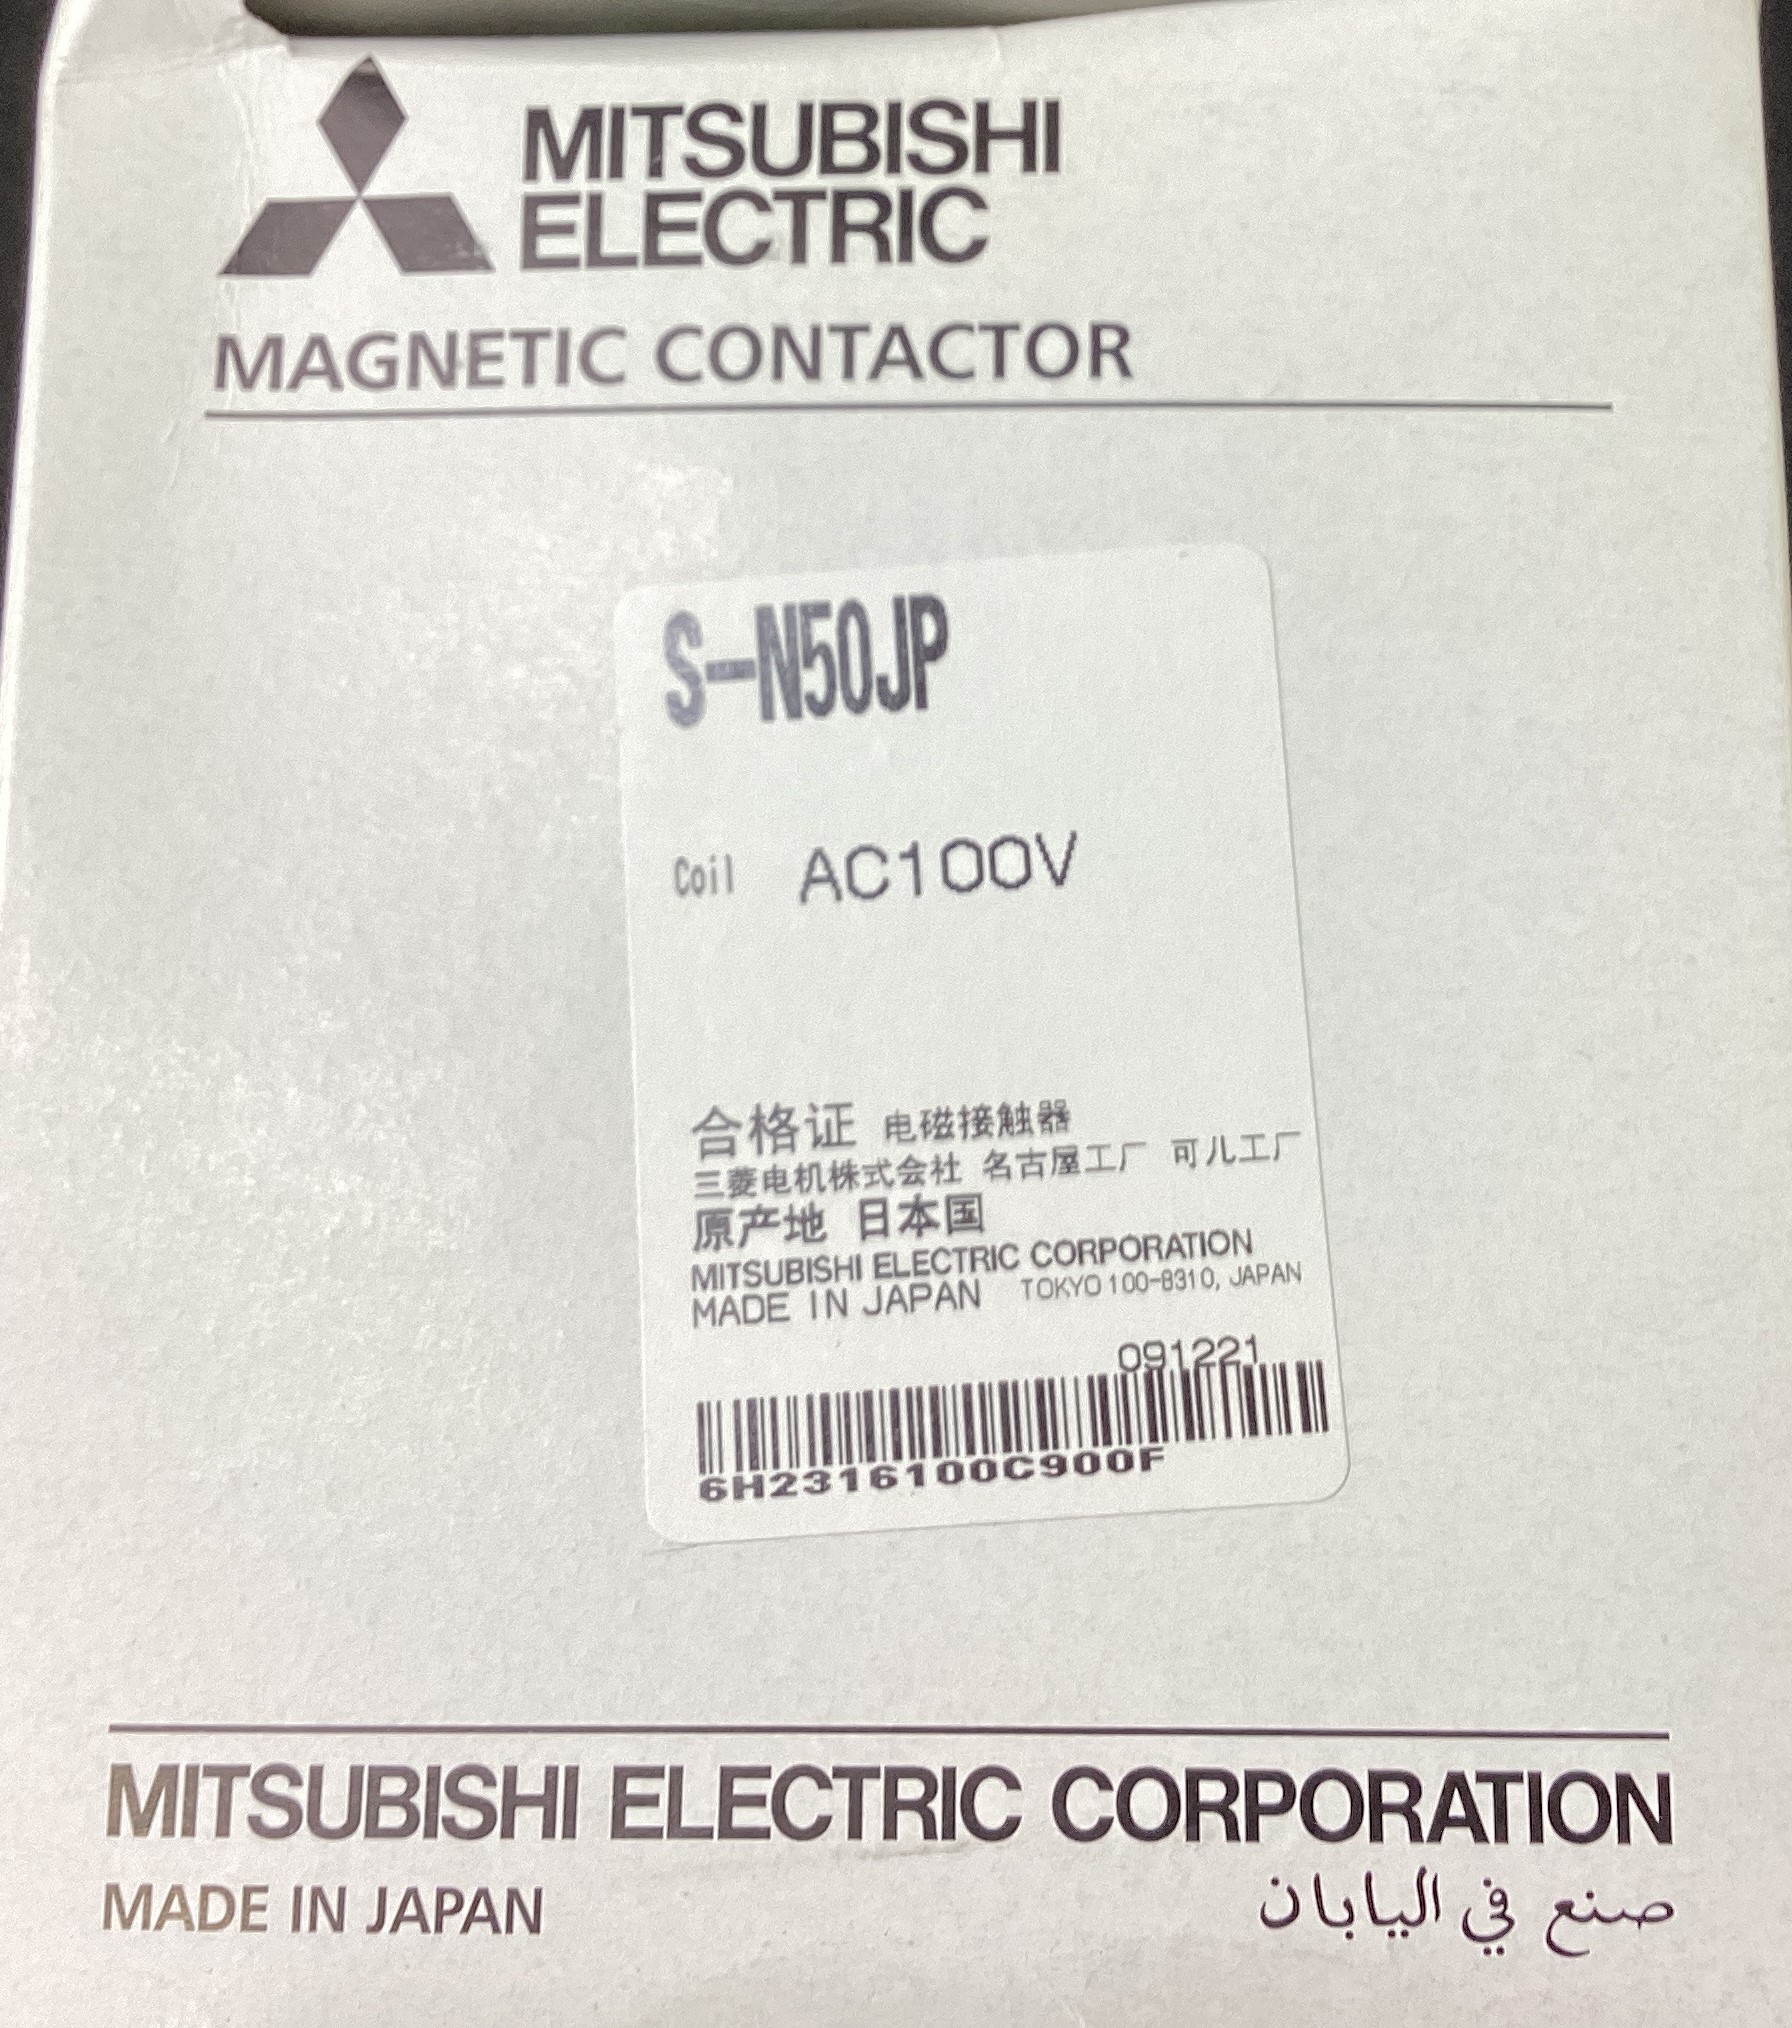 MITSUBISHI
ELECTRIC
MAGNETIC CONTACTOR
S-N50JP
Coil AC100V
合格证 电磁接触器
三菱电机株式会社 名古屋工厂 可儿工厂
原产地 日本国
MITSUBISHI ELECTRIC CORPORATION
MADE IN JAPAN TOKYO 100-8310, JAPAN
091221
6H2316100C900F
MITSUBISHI ELECTRIC CORPORATION
MADE IN JAPAN صنع في اليابان